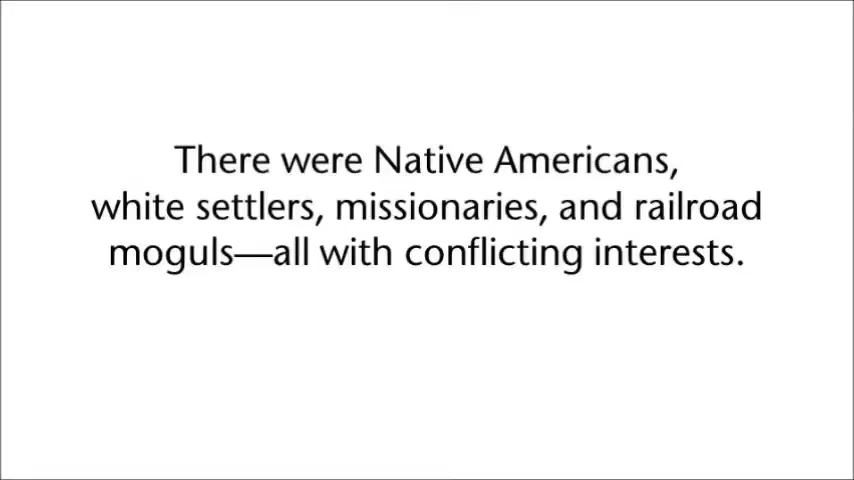 There were Native Americans,
white settlers, missionaries, and railroad
moguls—all with conflicting interests.